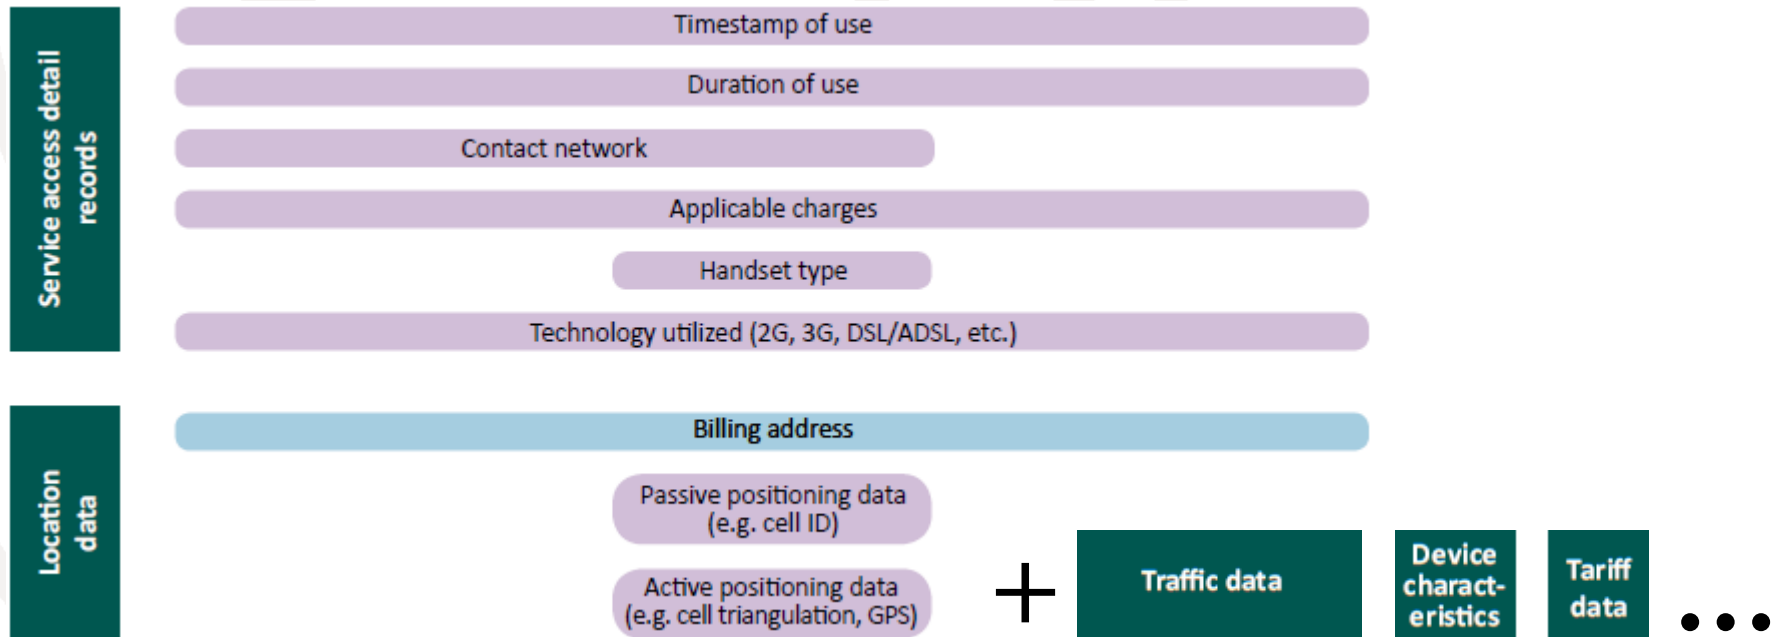 Service access detail
records
Timestamp of use
Duration of use
Contact network
Applicable charges
Handset type
Technology utilized (2G, 3G, DSL/ADSL, etc.)
Location
data
Billing address
Passive positioning data
(e.g. cell ID)
Active positioning data
(e.g. cell triangulation, GPS)
+
Traffic data
Device
charact-
eristics
Tariff
data
...